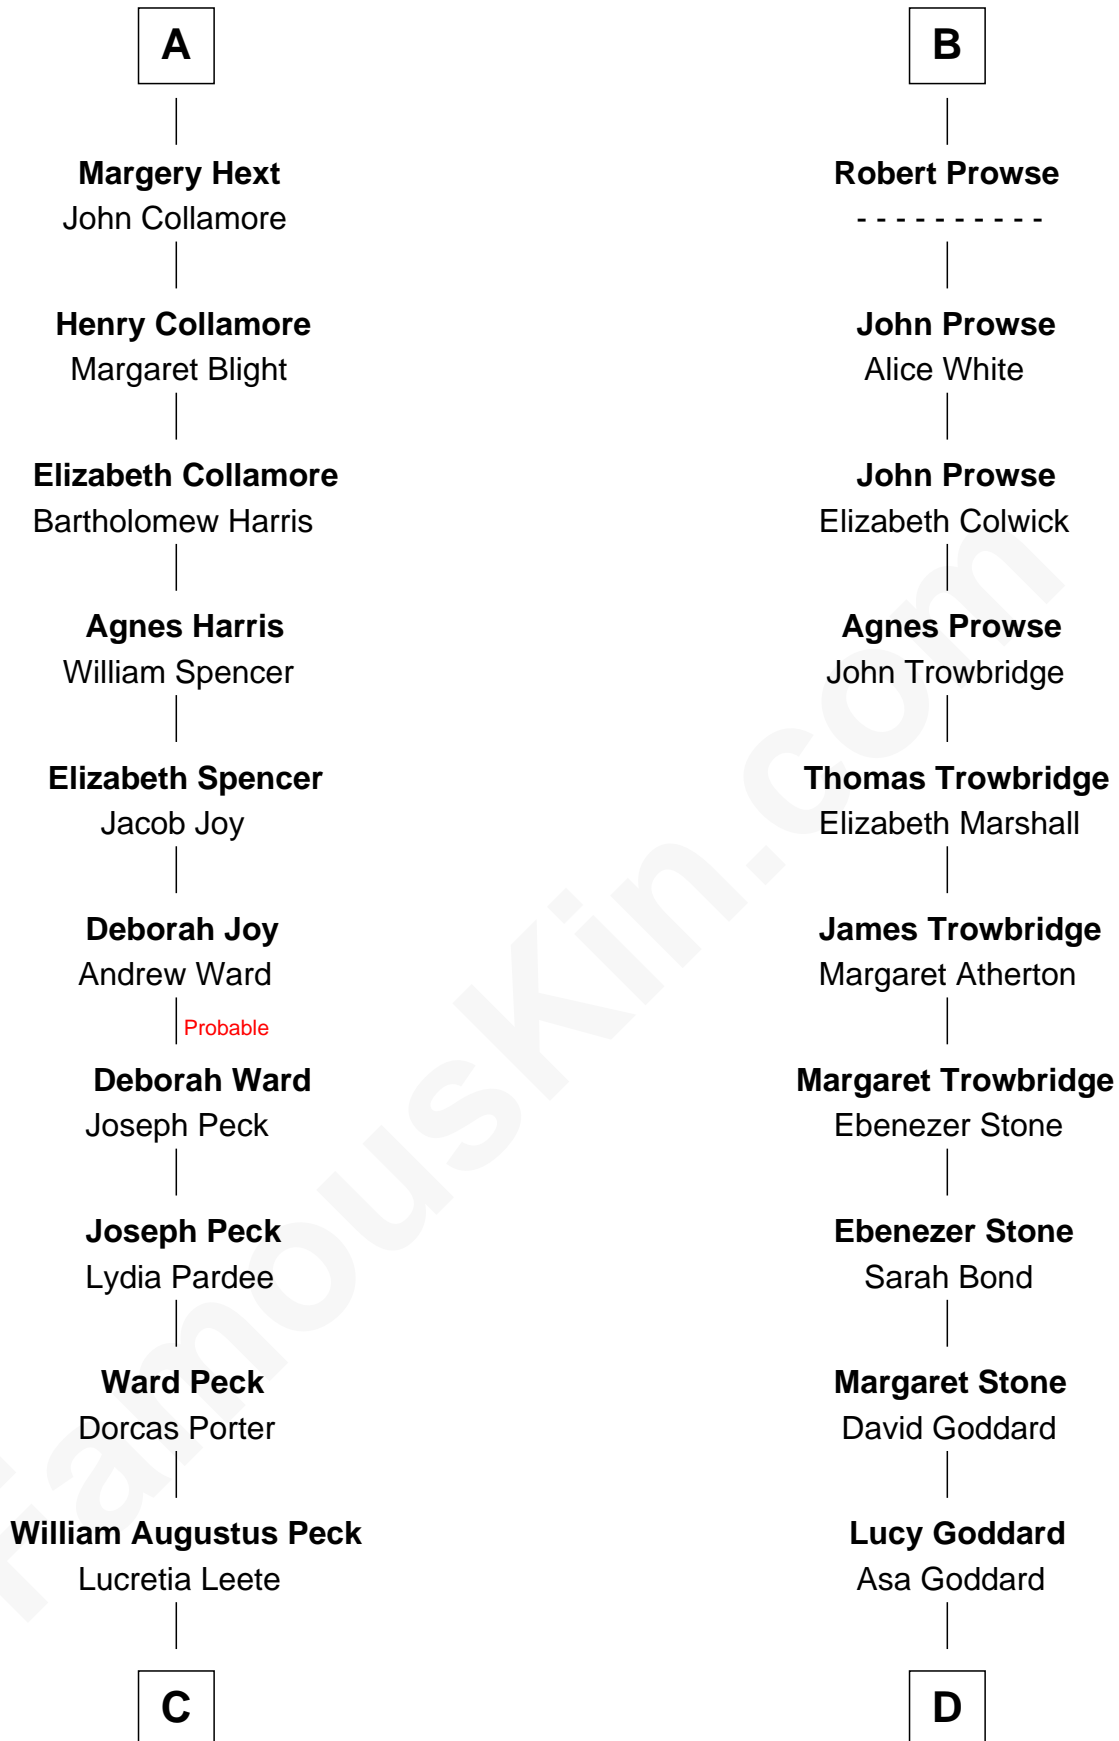 A
Margery Hext
John Collamore
Henry Collamore
Margaret Blight
Elizabeth Collamore
Bartholomew Harris
Agnes Harris
William Spencer
Elizabeth Spencer
Jacob Joy
Deborah Joy
Andrew Ward
Probable
Deborah Ward
Joseph Peck
Joseph Peck
Lydia Pardee
Ward Peck
Dorcas Porter
William Augustus Peck
Lucretia Leete
C
B
Robert Prowse
- - - - - - - - - -
John Prowse
Alice White
John Prowse
Elizabeth Colwick
Agnes Prowse
John Trowbridge
Thomas Trowbridge
Elizabeth Marshall
James Trowbridge
Margaret Atherton
Margaret Trowbridge
Ebenezer Stone
Ebenezer Stone
Sarah Bond
Margaret Stone
David Goddard
Lucy Goddard
Asa Goddard
D
FamousKin.com